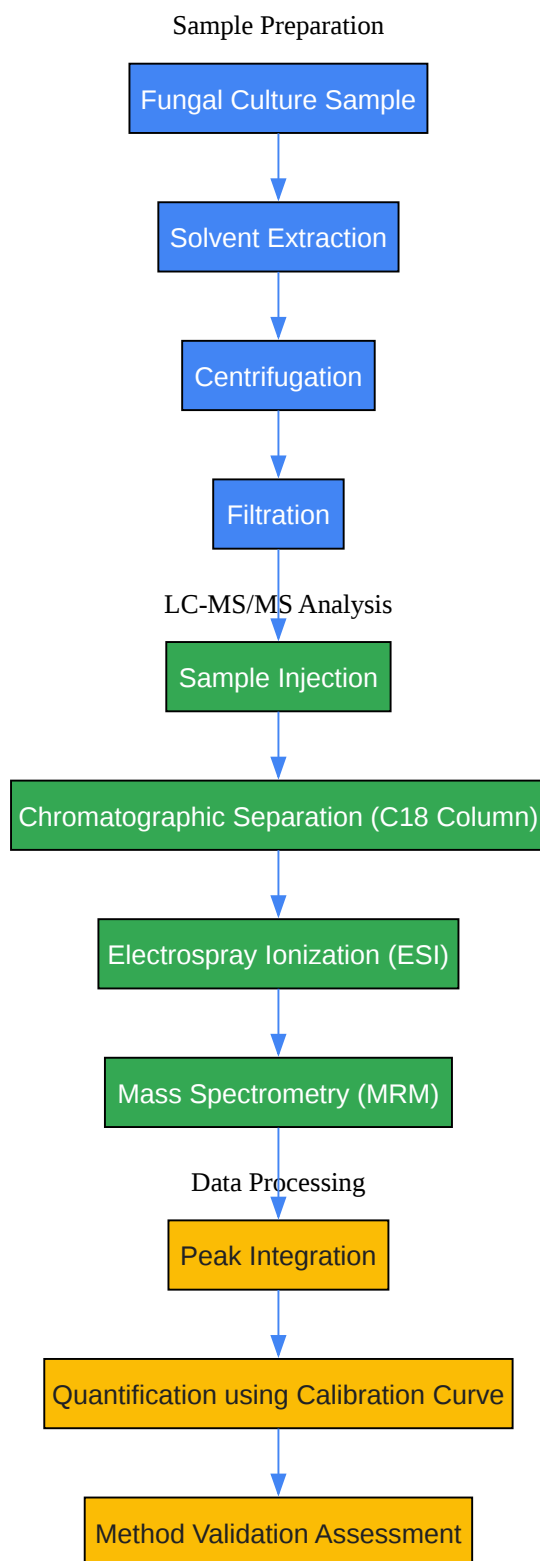 Sample Preparation
Fungal Culture Sample
Solvent Extraction
Centrifugation
Filtration
LC-MS/MS Analysis
Sample Injection
Chromatographic Separation (C18 Column)
Electrospray Ionization (ESI)
Mass Spectrometry (MRM)
Data Processing
Peak Integration
Quantification using Calibration Curve
Method Validation Assessment